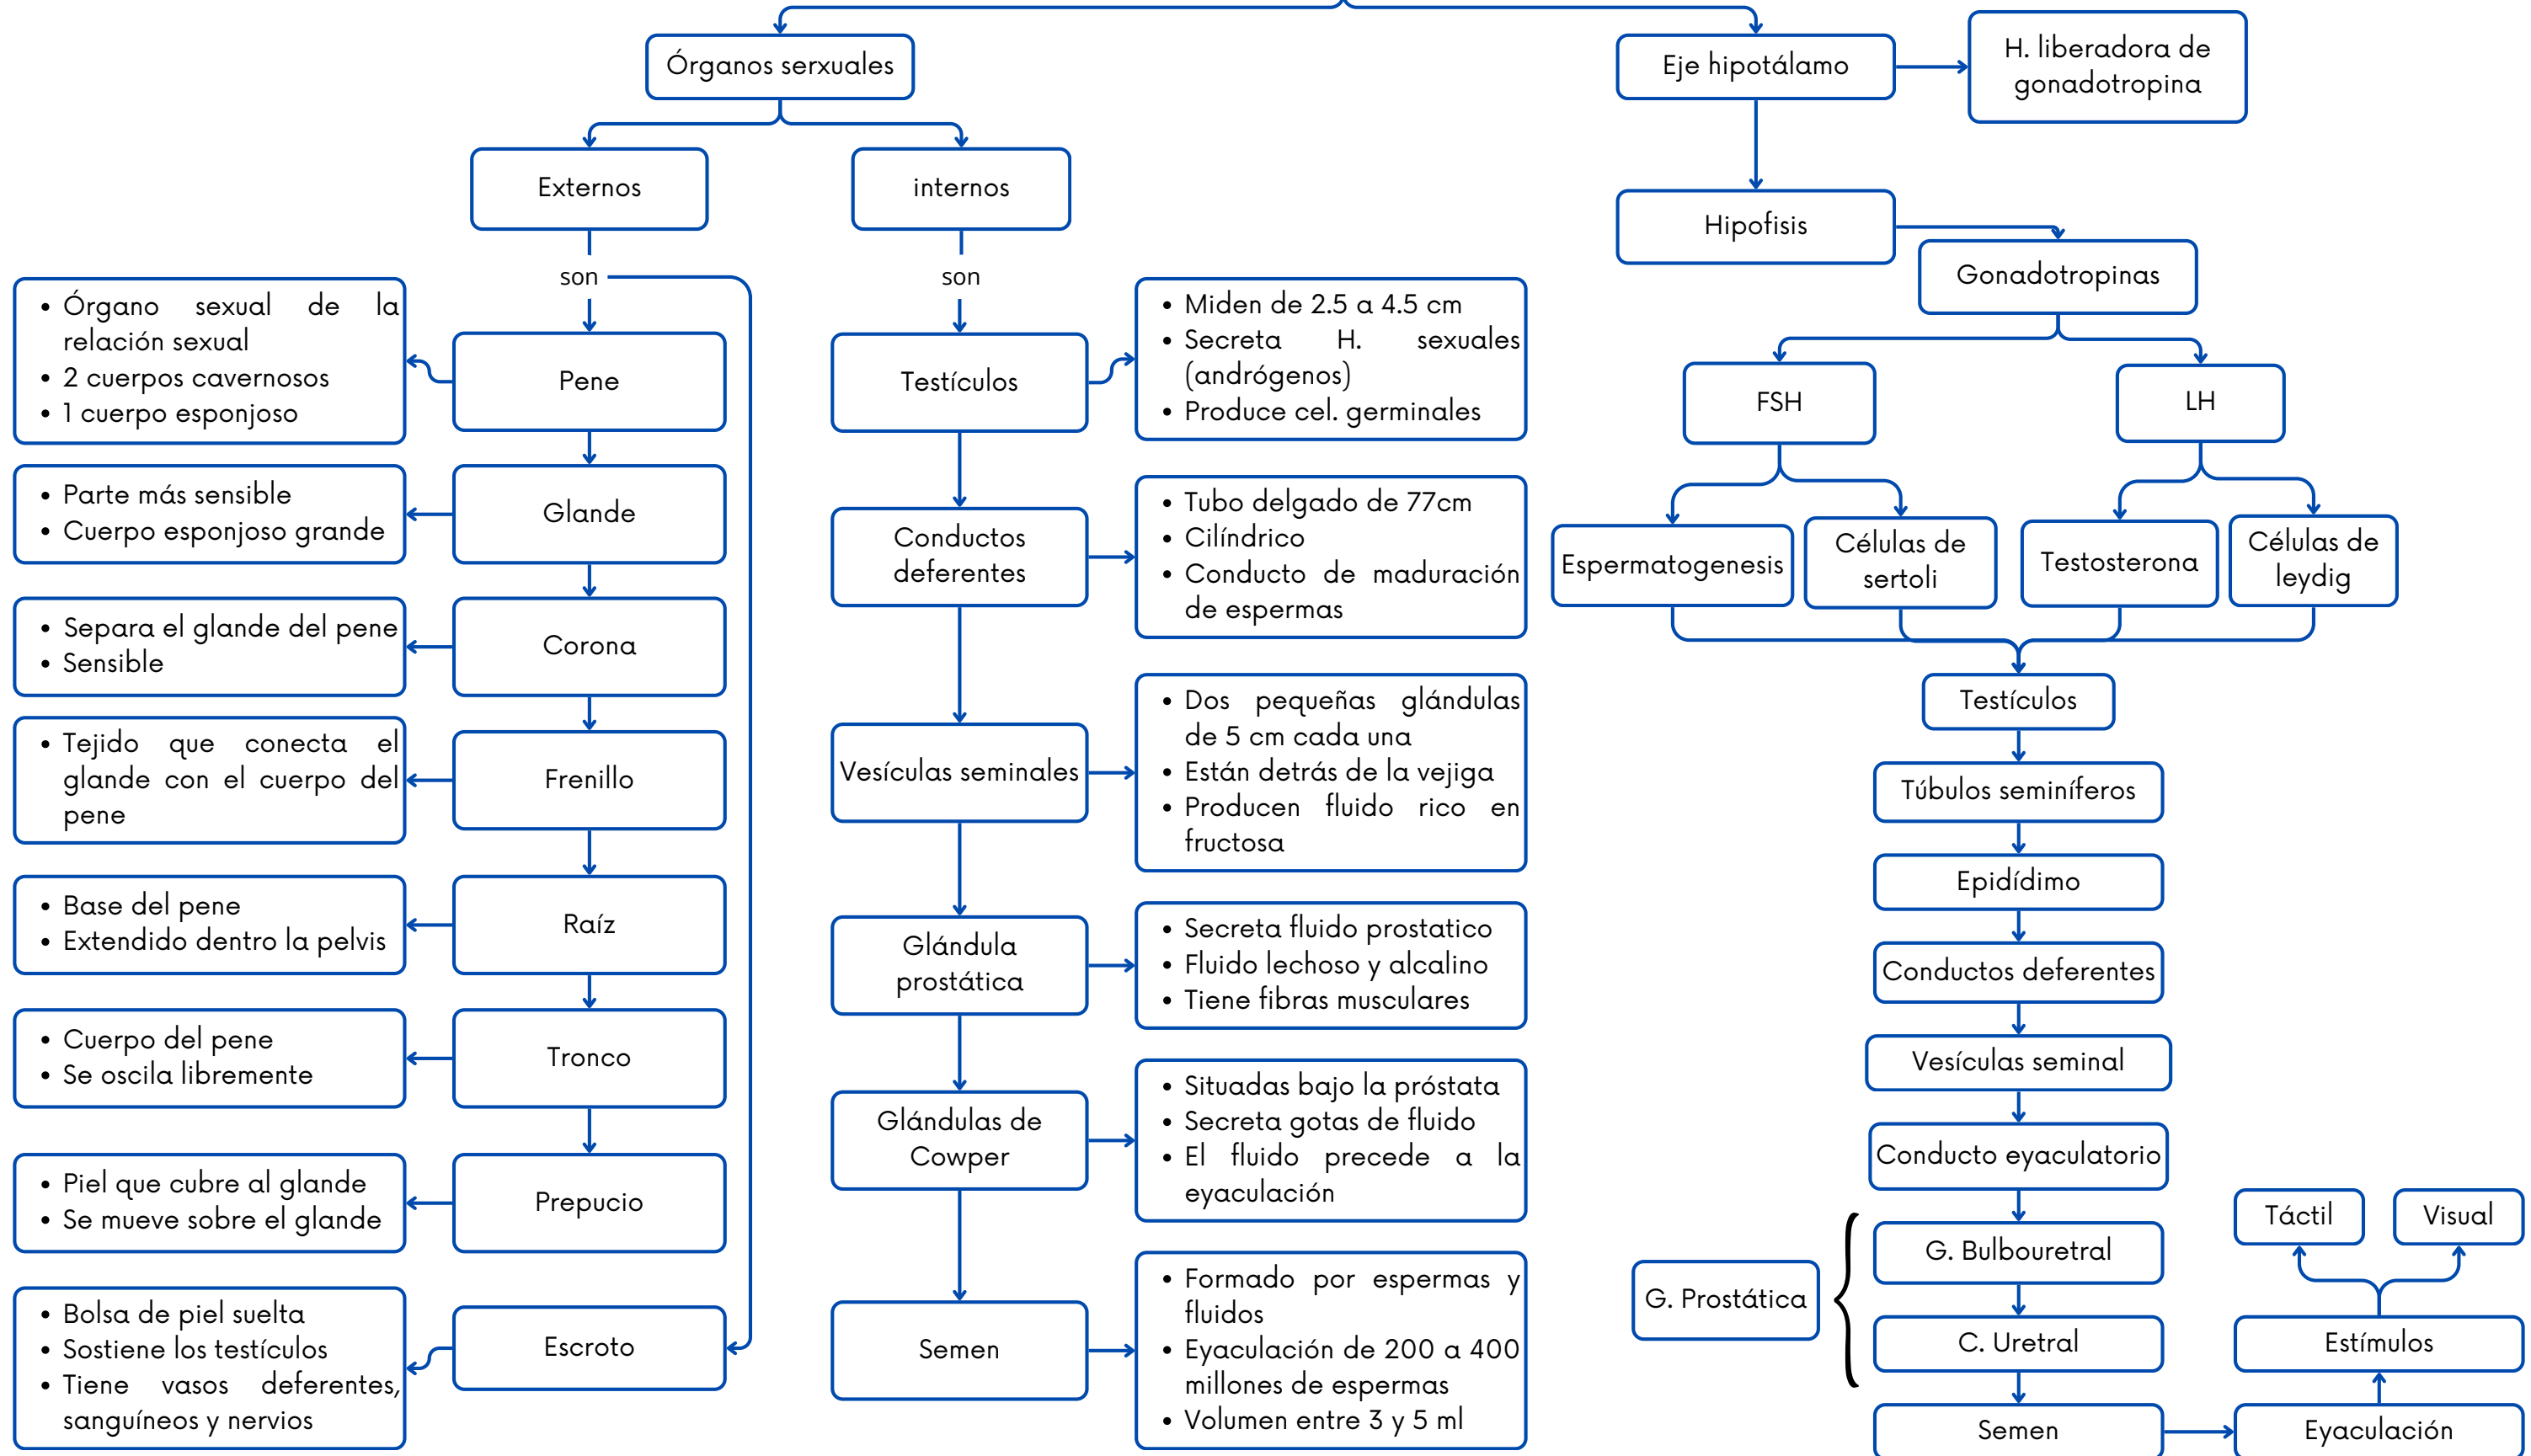 Órganos serxuales
Externos
son
Pene
• Órgano sexual de la
relación sexual
• 2 cuerpos cavernosos
• 1 cuerpo esponjoso
Glande
• Parte más sensible
• Cuerpo esponjoso grande
Corona
• Separa el glande del pene
• Sensible
Frenillo
• Tejido que conecta el
glande con el cuerpo del
pene
Raíz
• Base del pene
• Extendido dentro la pelvis
Tronco
• Cuerpo del pene
• Se oscila libremente
Prepucio
• Piel que cubre al glande
• Se mueve sobre el glande
Escroto
• Bolsa de piel suelta
• Sostiene los testículos
• Tiene vasos deferentes,
sanguíneos y nervios
internos
son
Testículos
• Miden de 2.5 a 4.5 cm
• Secreta H. sexuales
(andrógenos)
• Produce cel. germinales
Conductos
deferentes
• Tubo delgado de 77cm
• Cilíndrico
• Conducto de maduración
de espermas
Vesículas seminales
• Dos pequeñas glándulas
de 5 cm cada una
• Están detrás de la vejiga
• Producen fluido rico en
fructosa
Glándula
prostática
• Secreta fluido prostatico
• Fluido lechoso y alcalino
• Tiene fibras musculares
Glándulas de
Cowper
• Situadas bajo la próstata
• Secreta gotas de fluido
• El fluido precede a la
eyaculación
Semen
• Formado por espermas y
fluidos
• Eyaculación de 200 a 400
millones de espermas
• Volumen entre 3 y 5 ml
Eje hipotálamo
H. liberadora de
gonadotropina
Hipofisis
Gonadotropinas
FSH
LH
Espermatogenesis
Células de
sertoli
Testosterona
Células de
leydig
Testículos
Túbulos seminíferos
Epidídimo
Conductos deferentes
Vesículas seminal
Conducto eyaculatorio
G. Prostática
G. Bulbouretral
C. Uretral
Semen
Eyaculación
Estímulos
Táctil
Visual